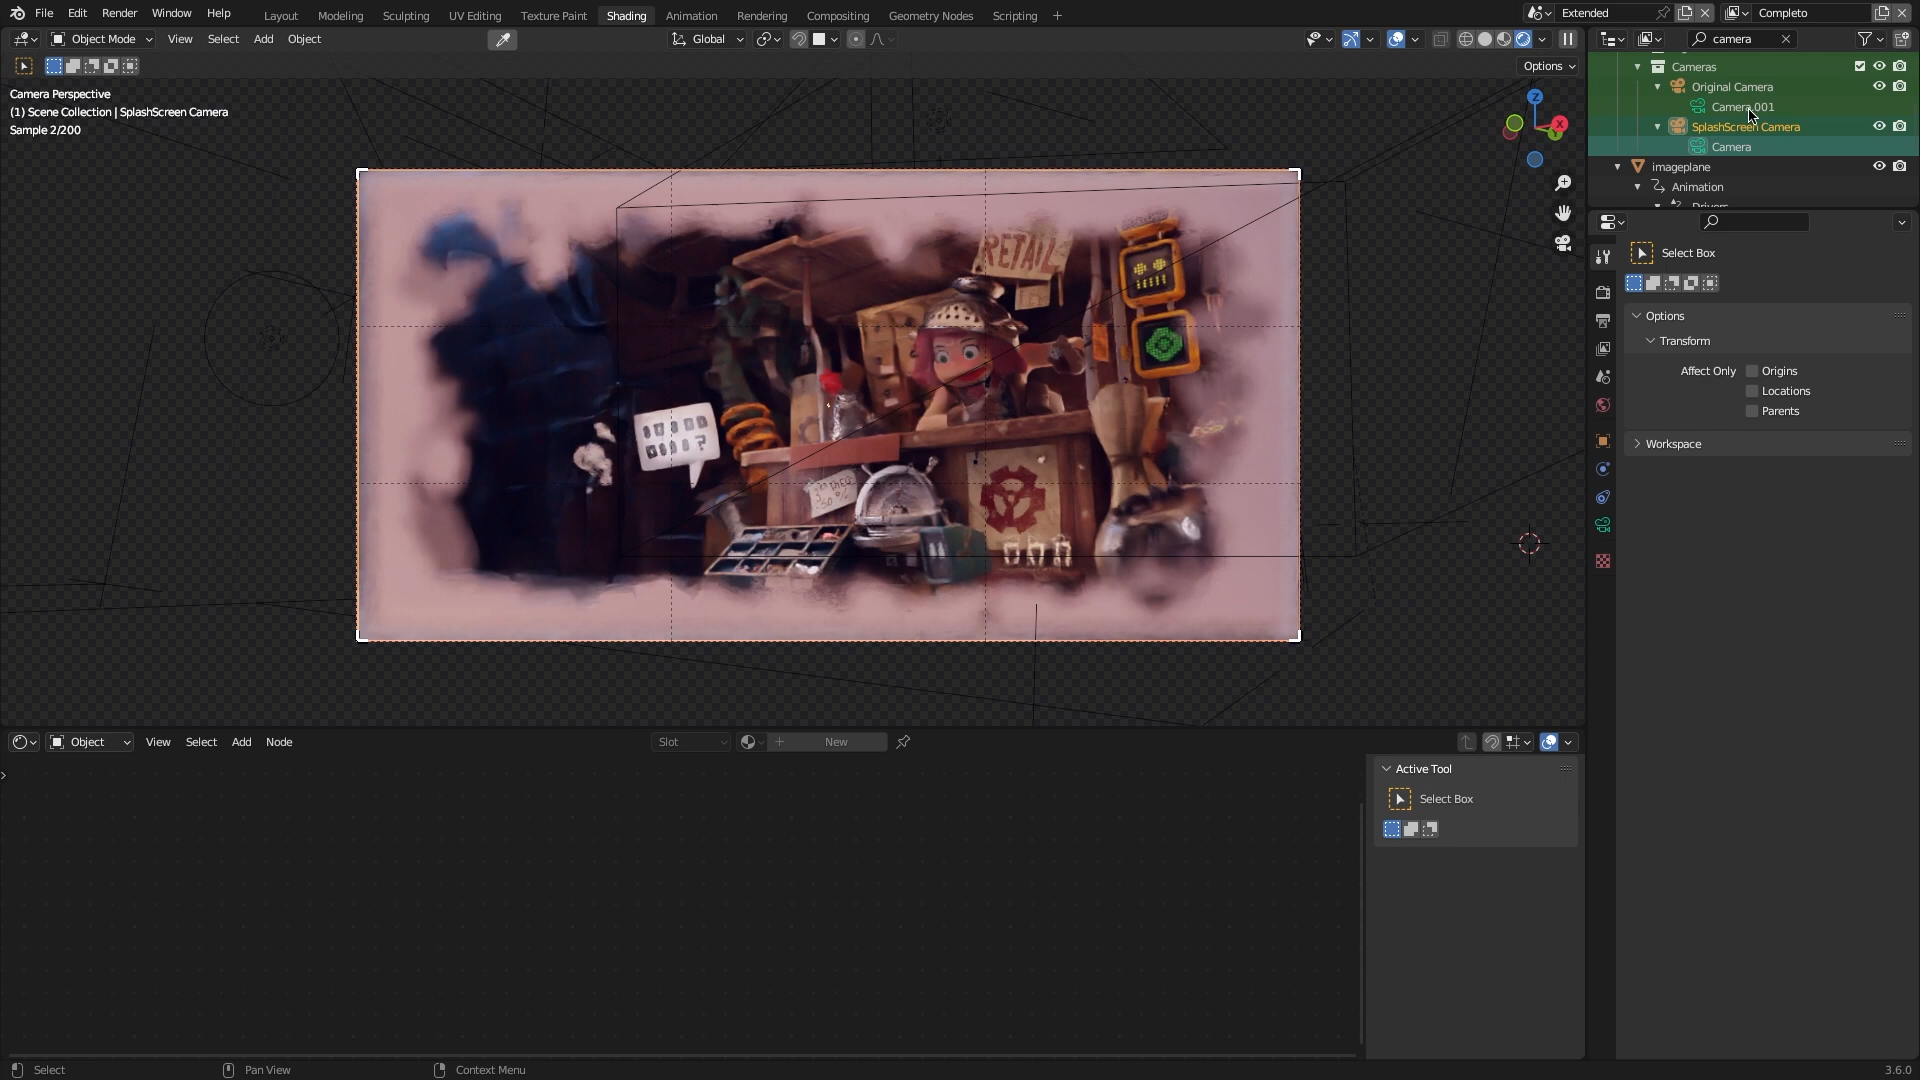 File Edit Render Window Help Layout Modeling Sculpting UV Editing Texture Paint Shading Animation Rendering Compositing Geometry Nodes Scripting + Extended Completo
Object Mode View Select Add Object Global camera
Options
Camera Perspective
(1) Scene Collection | SplashScreen Camera
Sample 2/200
Z
X
Y
RETAIL
Cameras
Original Camera
Camera.001
SplashScreen Camera
Camera
imageplane
Animation
Drivers
Select Box
Options
Transform
Affect Only Origins
Locations
Parents
Workspace
Object View Select Add Node Slot + New
Active Tool
Select Box
Select Pan View Context Menu 3.6.0